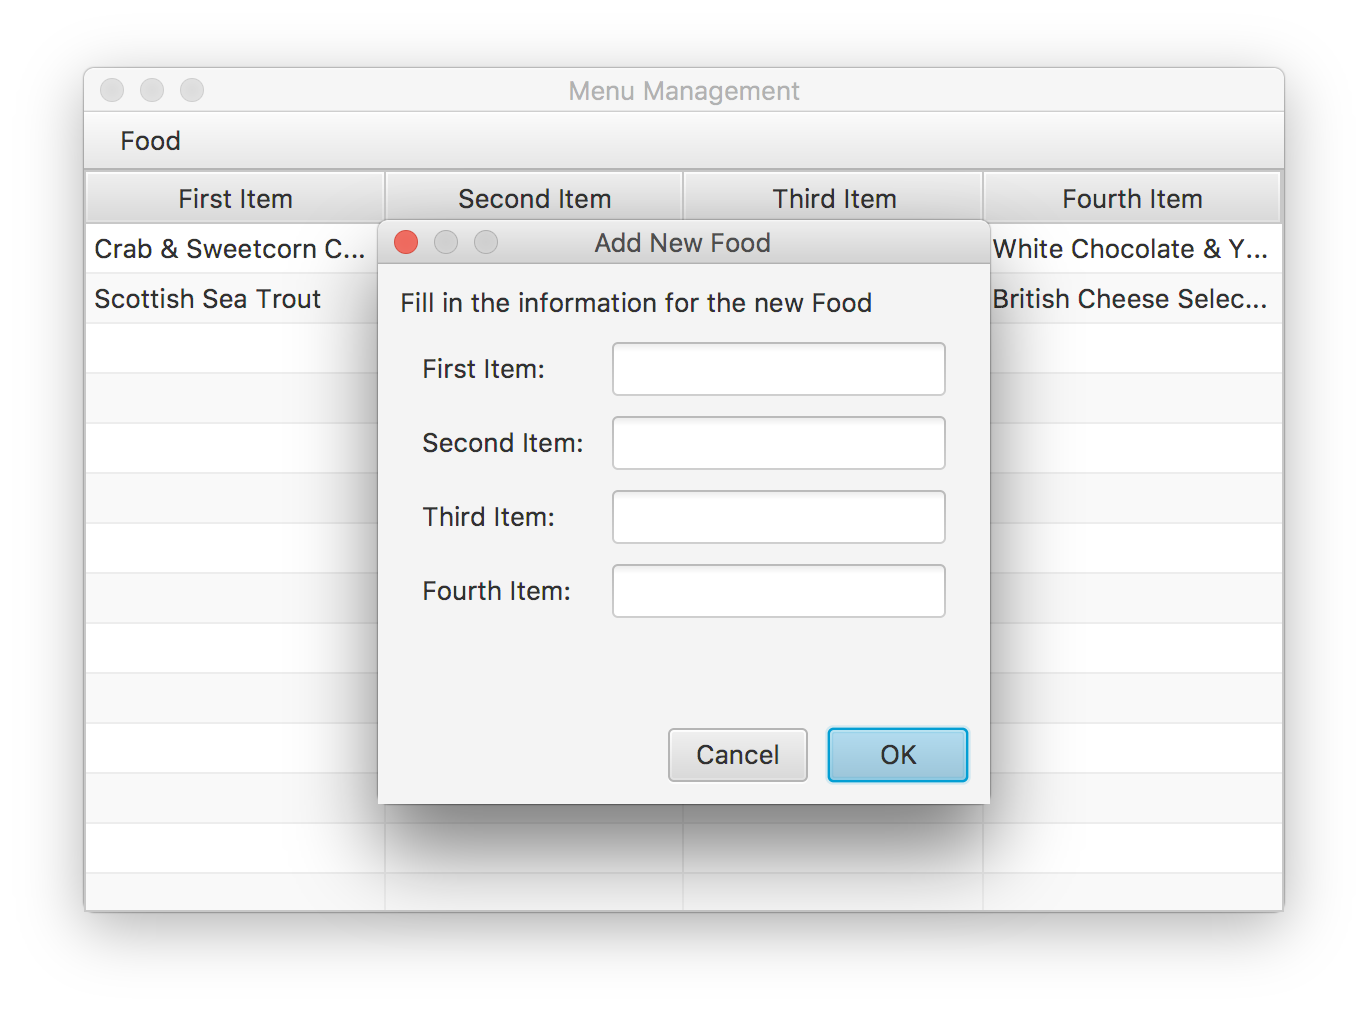 Menu Management
Food
First Item Second Item Third Item Fourth Item
Crab & Sweetcorn C... White Chocolate & Y...
Scottish Sea Trout British Cheese Selec...
Add New Food
Fill in the information for the new Food
First Item:
Second Item:
Third Item:
Fourth Item:
Cancel OK